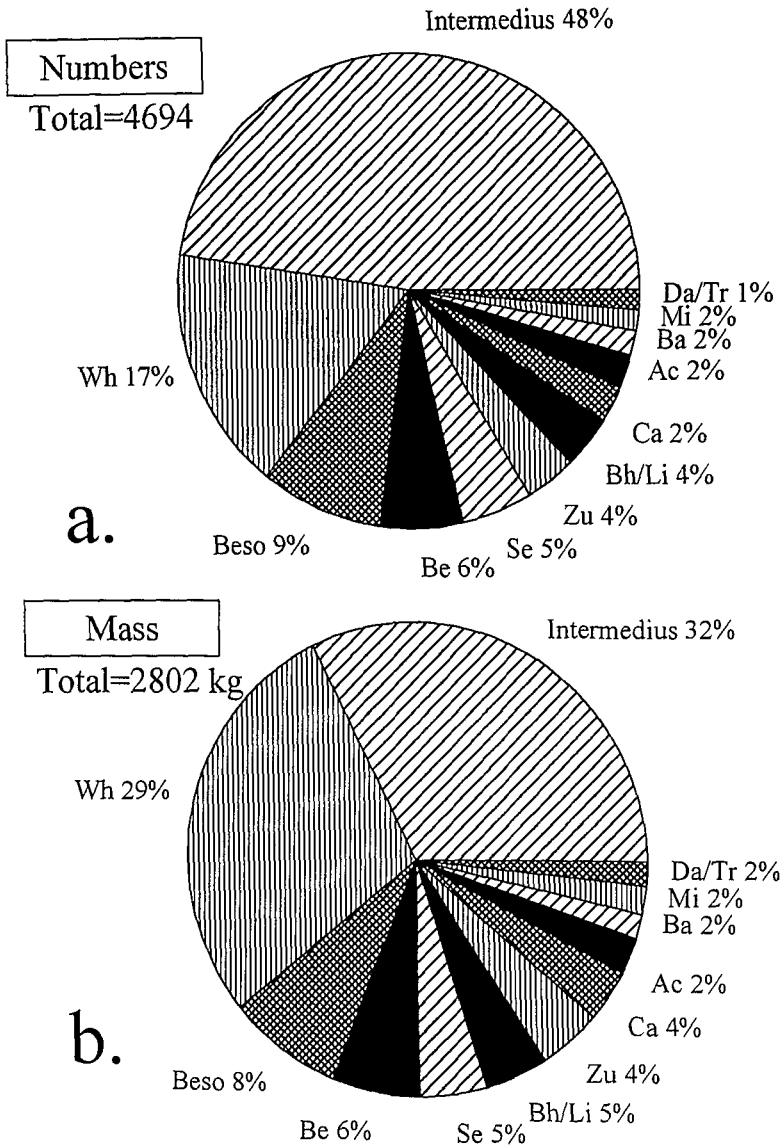 Intermedius 48%
Numbers
Total=4694
Da/Tr 1%
Mi 2%
Ba 2%
Ac 2%
Ca 2%
Bh/Li 4%
Zu 4%
Se 5%
Be 6%
Beso 9%
Wh 17%
a.
Mass
Total=2802 kg
Intermedius 32%
Wh 29%
Da/Tr 2%
Mi 2%
Ba 2%
Ac 2%
Ca 4%
Zu 4%
Bh/Li 5%
Se 5%
Be 6%
Beso 8%
b.